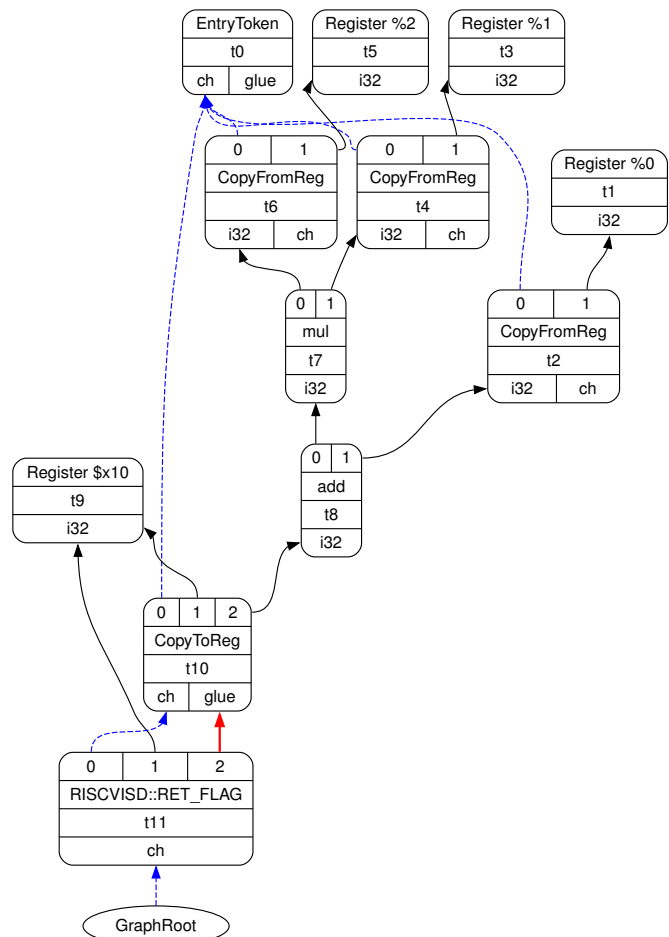 EntryToken
t0
ch glue
Register %2
t5
i32
Register %1
t3
i32
0 1
CopyFromReg
t6
i32 ch
0 1
CopyFromReg
t4
i32 ch
Register %0
t1
i32
0 1
mul
t7
i32
0 1
CopyFromReg
t2
i32 ch
0 1
add
t8
i32
Register $x10
t9
i32
0 1 2
CopyToReg
t10
ch glue
0 1 2
RISCVISD::RET_FLAG
t11
ch
GraphRoot